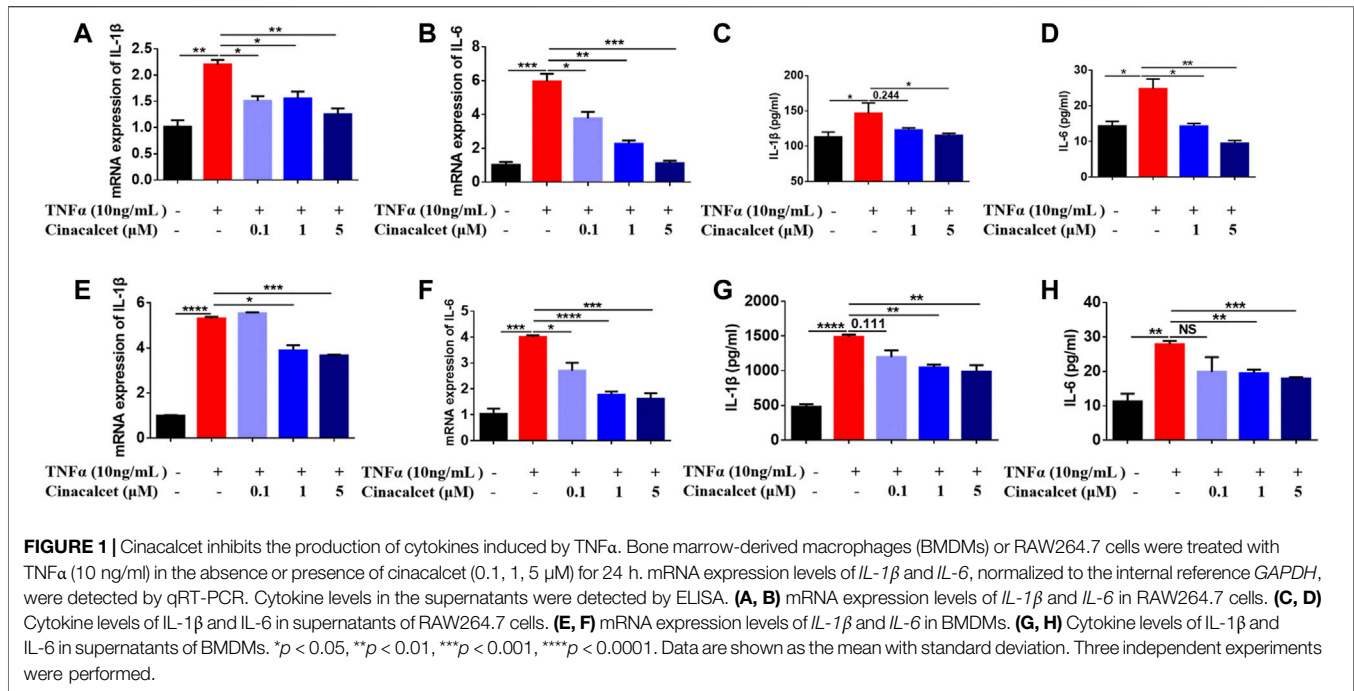 A
mRNA expression of IL-1β
2.5
2.0
1.5
1.0
0.5
0.0
**
*
*
**
TNFα (10ng/mL) - + + + +
Cinacalcet (μM) - - 0.1 1 5
B
mRNA expression of IL-6
8
6
4
2
0
***
**
***
*
TNFα (10ng/mL) - + + + +
Cinacalcet (μM) - - 0.1 1 5
C
IL-1β (pg/ml)
200
150
100
50
*
* 0.244
TNFα (10ng/mL) - + + +
Cinacalcet (μM) - - 1 5
D
IL-6 (pg/ml)
30
20
10
0
**
* *
TNFα (10ng/mL) - + + +
Cinacalcet (μM) - - 1 5
E
mRNA expression of IL-1β
6
4
2
0
***
*
****
TNFα (10ng/mL) - + + + +
Cinacalcet (μM) - - 0.1 1 5
F
mRNA expression of IL-6
5
4
3
2
1
0
***
****
*** *
TNFα (10ng/mL) - + + + +
Cinacalcet (μM) - - 0.1 1 5
G
IL-1β (pg/ml)
2000
1500
1000
500
0
**
**
**** 0.111
TNFα (10ng/mL) - + + + +
Cinacalcet (μM) - - 0.1 1 5
H
IL-6 (pg/ml)
40
30
20
10
0
***
**
** NS
TNFα (10ng/mL) - + + + +
Cinacalcet (μM) - - 0.1 1 5
FIGURE 1 | Cinacalcet inhibits the production of cytokines induced by TNFα. Bone marrow-derived macrophages (BMDMs) or RAW264.7 cells were treated with
TNFα (10 ng/ml) in the absence or presence of cinacalcet (0.1, 1, 5 μM) for 24 h. mRNA expression levels of IL-1β and IL-6, normalized to the internal reference GAPDH,
were detected by qRT-PCR. Cytokine levels in the supernatants were detected by ELISA. (A, B) mRNA expression levels of IL-1β and IL-6 in RAW264.7 cells. (C, D)
Cytokine levels of IL-1β and IL-6 in supernatants of RAW264.7 cells. (E, F) mRNA expression levels of IL-1β and IL-6 in BMDMs. (G, H) Cytokine levels of IL-1β and
IL-6 in supernatants of BMDMs. *p < 0.05, **p < 0.01, ***p < 0.001, ****p < 0.0001. Data are shown as the mean with standard deviation. Three independent experiments
were performed.